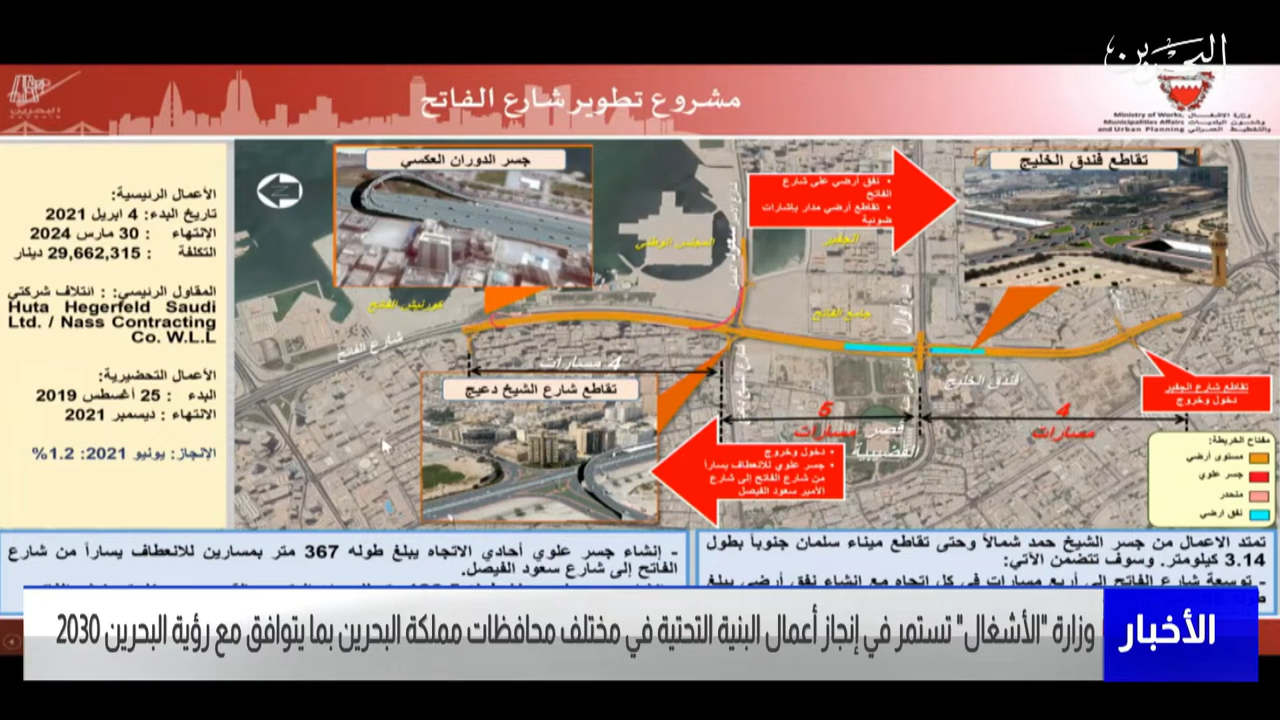 البحرين
مشروع تطوير شارع الفاتح
Ministry of Works,
Municipalities Affairs
and Urban Planning
وزارة الأشغال
وشئون البلديات
والتخطيط العمراني
الأعمال الرئيسية:
تاريخ البدء: 4 ابريل 2021
الإنتهاء : 30 مارس 2024
التكلفة : 29,662,315 دينار
المقاول الرئيسي: : ائتلاف شركتي
Huta Hegerfeld Saudi
Ltd. / Nass Contracting
Co. W.L.L
الأعمال التحضيرية:
البدء : 25 أغسطس 2019
الانتهاء : ديسمبر 2021
الإنجاز: يونيو 2021: 1.2%
جسر الدوران العكسي
تقاطع فندق الخليج
• نفق أرضي على شارع
الفاتح
• تقاطع أرضي مدار بإشارات
ضوئية
المجلس الوطني
الجفير
كورنيش الفاتح
جامع الفاتح
شارع الفاتح
فندق الخليج
4 مسارات
تقاطع شارع الشيخ دعيج
5
مسارات
4
مسارات
قصر
القضيبية
تقاطع شارع الجفير
دخول وخروج
• دخول وخروج
• جسر علوي للانعطاف يساراً
من شارع الفاتح إلى شارع
الأمير سعود الفيصل
مفتاح الخريطة:
مستوى أرضي
جسر علوي
منحدر
نفق ارضي
تمتد الاعمال من جسر الشيخ حمد شمالاً وحتى تقاطع ميناء سلمان جنوباً بطول
3.14 كيلومتر. وسوف تتضمن الآتي:
- توسعة شارع الفاتح إلى أربع مسارات في كل اتجاه مع إنشاء نفق أرضي يبلغ
- إنشاء جسر علوي أحادي الاتجاه يبلغ طوله 367 متر بمسارين للانعطاف يساراً من شارع
الفاتح إلى شارع سعود الفيصل.
الأخبار
وزارة "الأشغال" تستمر في إنجاز أعمال البنية التحتية في مختلف محافظات مملكة البحرين بما يتوافق مع رؤية البحرين 2030